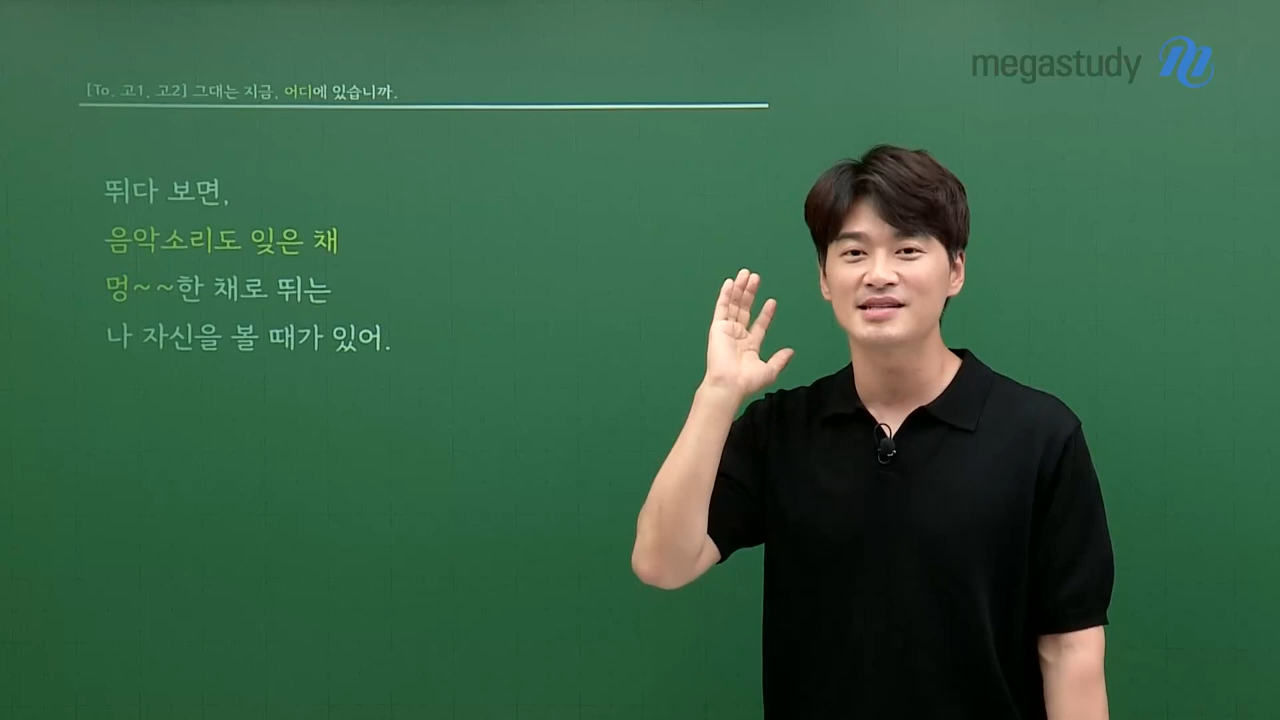 megastudy
[To. 고1, 고2] 그대는 지금, 어디에 있습니까.
뛰다 보면,
음악소리도 잊은 채
멍~~한 채로 뛰는
나 자신을 볼 때가 있어.